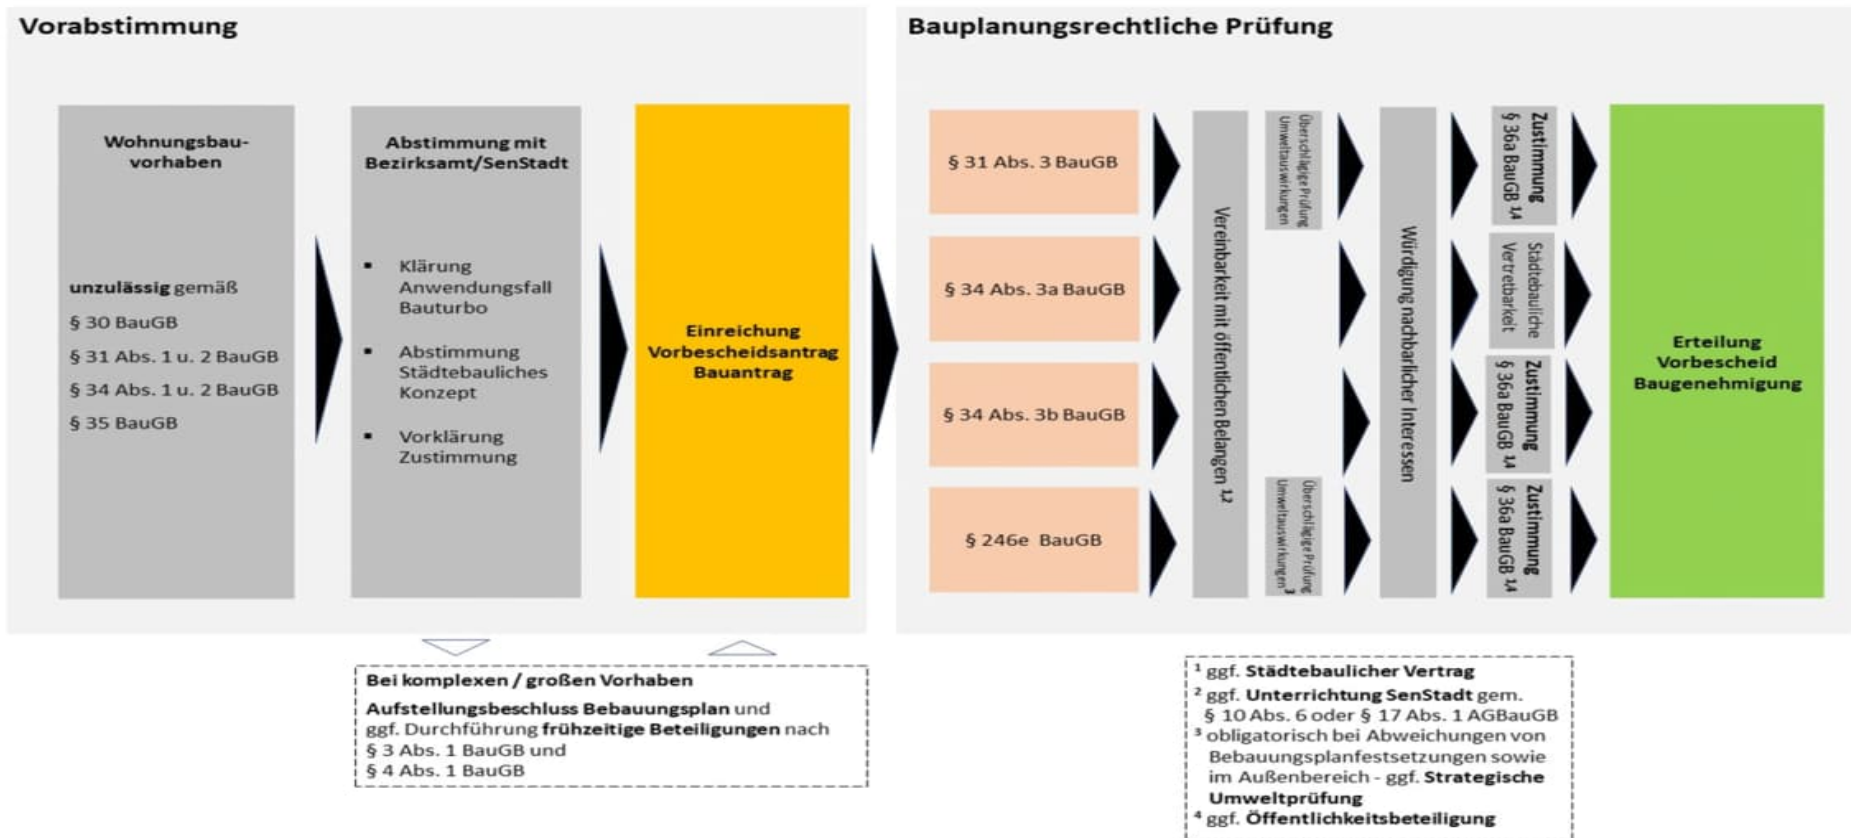 Vorabstimmung
Wohnungsbau-
vorhaben
unzulässig gemäß
§ 30 BauGB
§ 31 Abs. 1 u. 2 BauGB
§ 34 Abs. 1 u. 2 BauGB
§ 35 BauGB
Abstimmung mit
Bezirksamt/SenStadt
▪ Klärung
Anwendungsfall
Bauturbo
▪ Abstimmung
Städtebauliches
Konzept
▪ Vorklärung
Zustimmung
Einreichung
Vorbescheidsantrag
Bauantrag
Bei komplexen / großen Vorhaben
Aufstellungsbeschluss Bebauungsplan und
ggf. Durchführung frühzeitige Beteiligungen nach
§ 3 Abs. 1 BauGB und
§ 4 Abs. 1 BauGB
Bauplanungsrechtliche Prüfung
§ 31 Abs. 3 BauGB
§ 34 Abs. 3a BauGB
§ 34 Abs. 3b BauGB
§ 246e BauGB
Vereinbarkeit mit öffentlichen Belangen ¹,²
Überschlägige Prüfung
Umweltauswirkungen
Überschlägige Prüfung
Umweltauswirkungen ³
Würdigung nachbarlicher Interessen
Zustimmung
§ 36a BauGB ¹,⁴
Städtebauliche
Vertretbarkeit
Zustimmung
§ 36a BauGB ¹,⁴
Zustimmung
§ 36a BauGB ¹,⁴
Erteilung
Vorbescheid
Baugenehmigung
¹ ggf. Städtebaulicher Vertrag
² ggf. Unterrichtung SenStadt gem.
§ 10 Abs. 6 oder § 17 Abs. 1 AGBauGB
³ obligatorisch bei Abweichungen von
Bebauungsplanfestsetzungen sowie
im Außenbereich - ggf. Strategische
Umweltprüfung
⁴ ggf. Öffentlichkeitsbeteiligung